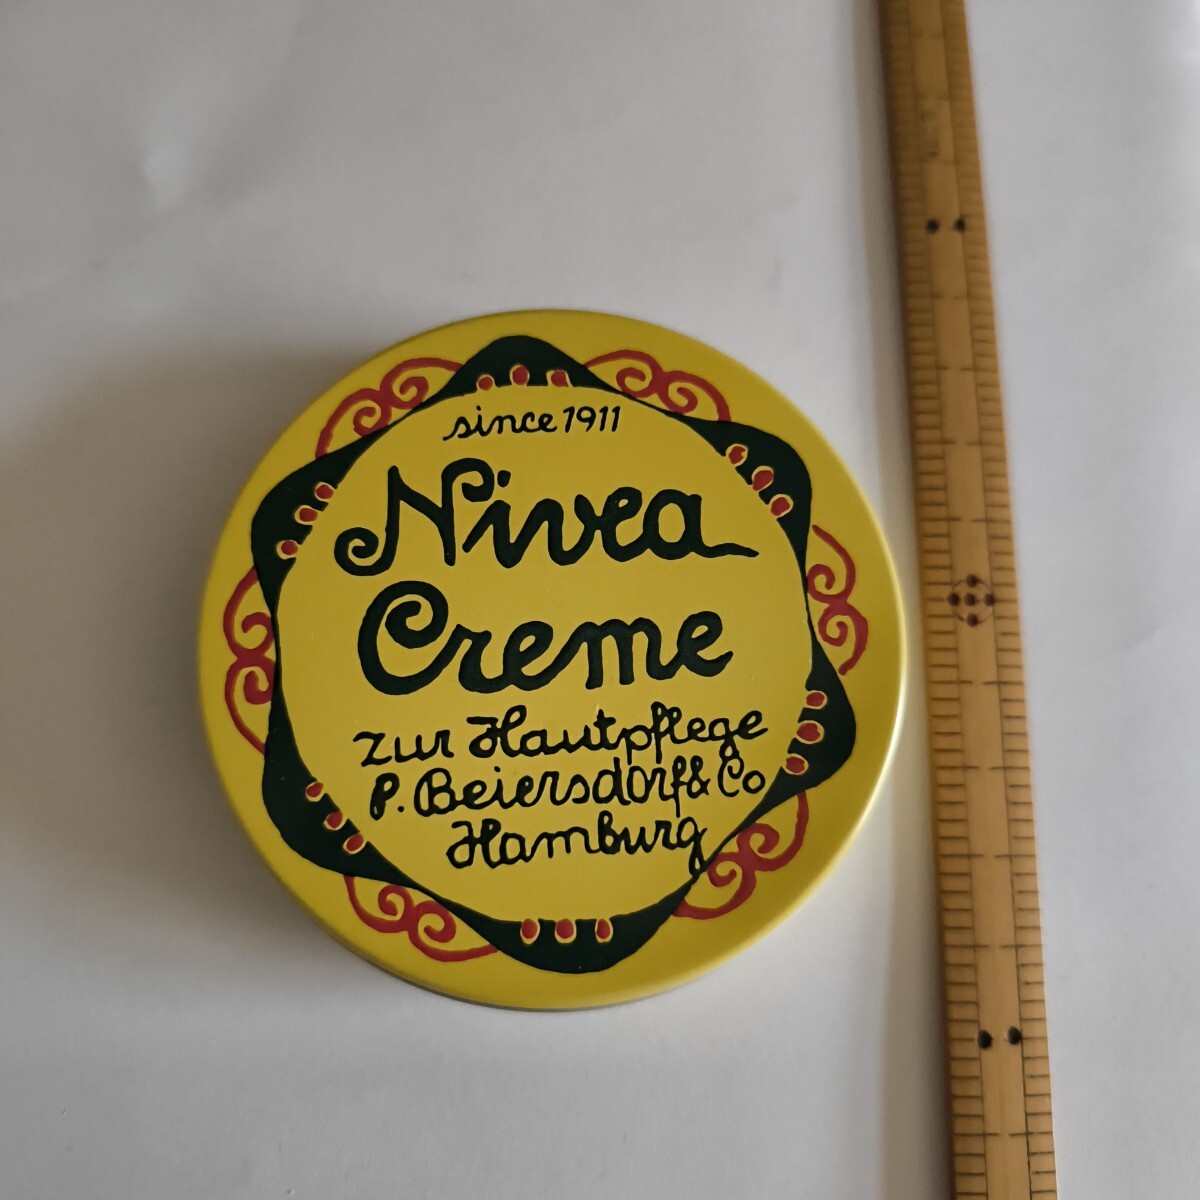 since 1911
Nivea
Creme
zur Hautpflege
P. Beiersdorf & Co
Hamburg